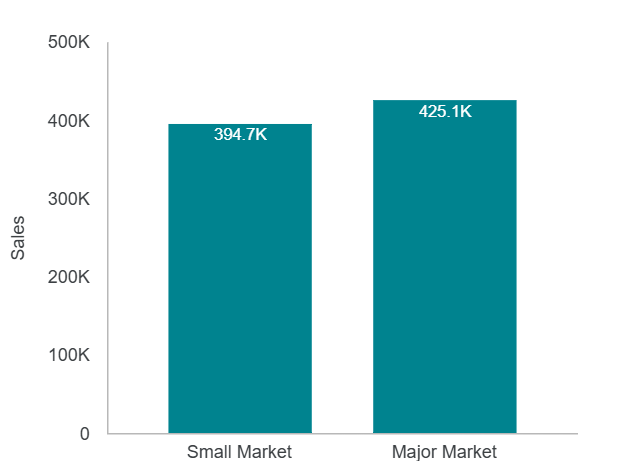 500K
400K
300K
200K
100K
0
Sales
394.7K
425.1K
Small Market
Major Market